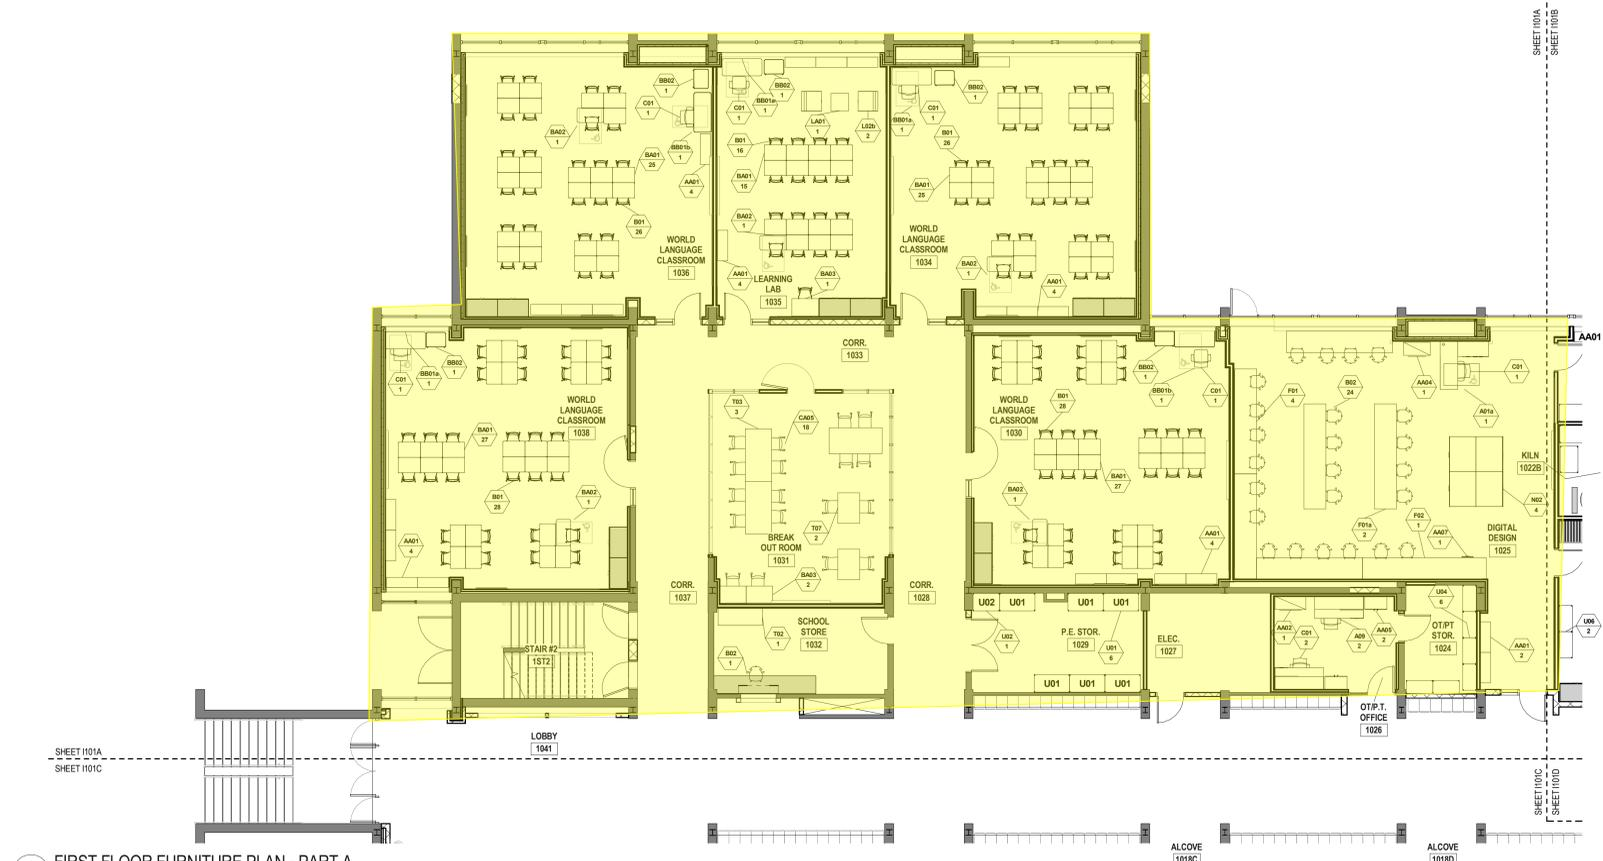 SHEET I101A
SHEET I101B
BB02
1
C01
1
BA02
1
BB01b
1
BA01
25
AA01
4
B01
26
WORLD
LANGUAGE
CLASSROOM
1036
BB02
1
BB01a
1
C01
1
LA01
1
L02b
2
B01
16
BA01
15
BA02
1
AA01
4
LEARNING
LAB
1035
BA03
1
BB02
1
C01
1
BB01a
1
B01
26
BA01
25
WORLD
LANGUAGE
CLASSROOM
1034
BA02
1
AA01
4
CORR.
1033
C01
1
BB01a
1
BB02
1
WORLD
LANGUAGE
CLASSROOM
1038
BA01
27
B01
28
BA02
1
AA01
4
T03
3
CA05
18
T07
2
BREAK
OUT ROOM
1031
BA03
2
BB02
1
BB01b
1
C01
1
WORLD
LANGUAGE
CLASSROOM
1030
B01
28
BA01
27
BA02
1
AA01
4
F01
4
B02
24
AA04
1
C01
1
A01a
1
AA01
KILN
1022B
N02
4
F01a
2
F02
1
AA07
1
DIGITAL
DESIGN
1025
CORR.
1037
CORR.
1028
STAIR #2
1ST2
SCHOOL
STORE
1032
T02
1
B02
1
U02
U01
U01
U01
U02
1
P.E. STOR.
1029
U01
6
U01
U01
U01
ELEC.
1027
AA02
1
C01
2
A09
2
AA05
2
U04
6
OT/PT
STOR.
1024
AA01
2
U06
2
OT/P.T.
OFFICE
1026
LOBBY
1041
SHEET I101A
SHEET I101C
SHEET I101C
SHEET I101D
ALCOVE
1018C
ALCOVE
1018D
FIRST FLOOR FURNITURE PLAN - PART A